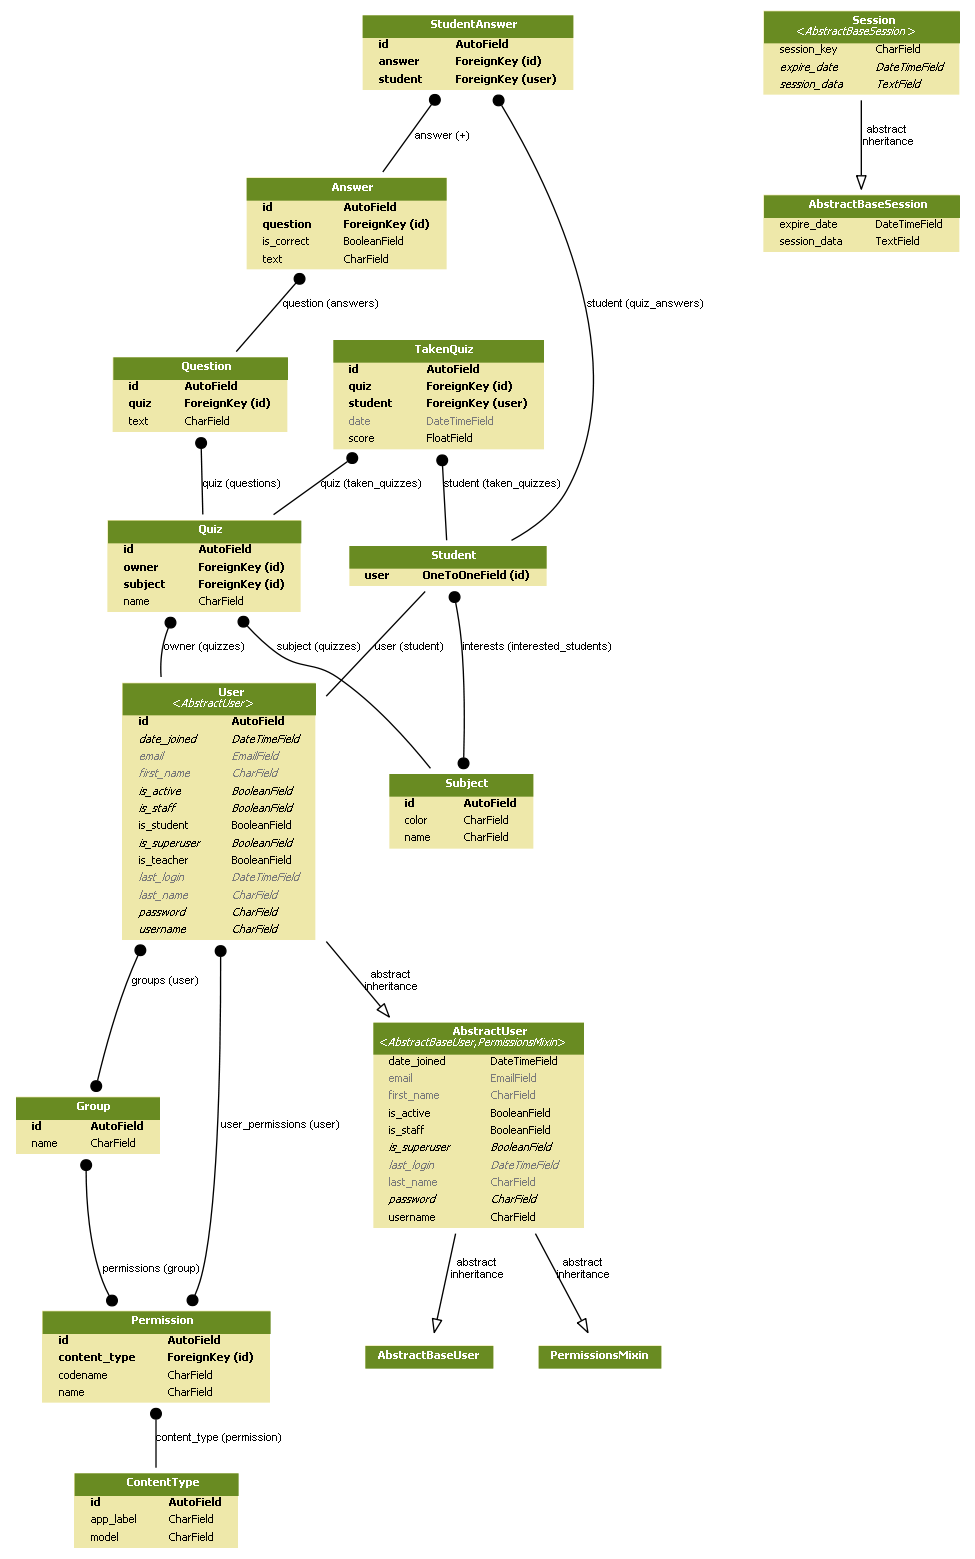 StudentAnswer
id AutoField
answer ForeignKey (id)
student ForeignKey (user)
Session
<AbstractBaseSession>
session_key CharField
expire_date DateTimeField
session_data TextField
answer (+)
abstract
inheritance
Answer
id AutoField
question ForeignKey (id)
is_correct BooleanField
text CharField
AbstractBaseSession
expire_date DateTimeField
session_data TextField
question (answers)
student (quiz_answers)
Question
id AutoField
quiz ForeignKey (id)
text CharField
TakenQuiz
id AutoField
quiz ForeignKey (id)
student ForeignKey (user)
date DateTimeField
score FloatField
quiz (questions)
quiz (taken_quizzes)
student (taken_quizzes)
Quiz
id AutoField
owner ForeignKey (id)
subject ForeignKey (id)
name CharField
Student
user OneToOneField (id)
owner (quizzes)
subject (quizzes)
user (student)
interests (interested_students)
User
<AbstractUser>
id AutoField
date_joined DateTimeField
email EmailField
first_name CharField
is_active BooleanField
is_staff BooleanField
is_student BooleanField
is_superuser BooleanField
is_teacher BooleanField
last_login DateTimeField
last_name CharField
password CharField
username CharField
Subject
id AutoField
color CharField
name CharField
groups (user)
abstract
inheritance
AbstractUser
<AbstractBaseUser,PermissionsMixin>
date_joined DateTimeField
email EmailField
first_name CharField
is_active BooleanField
is_staff BooleanField
is_superuser BooleanField
last_login DateTimeField
last_name CharField
password CharField
username CharField
Group
id AutoField
name CharField
user_permissions (user)
permissions (group)
abstract
inheritance
abstract
inheritance
Permission
id AutoField
content_type ForeignKey (id)
codename CharField
name CharField
AbstractBaseUser
PermissionsMixin
content_type (permission)
ContentType
id AutoField
app_label CharField
model CharField